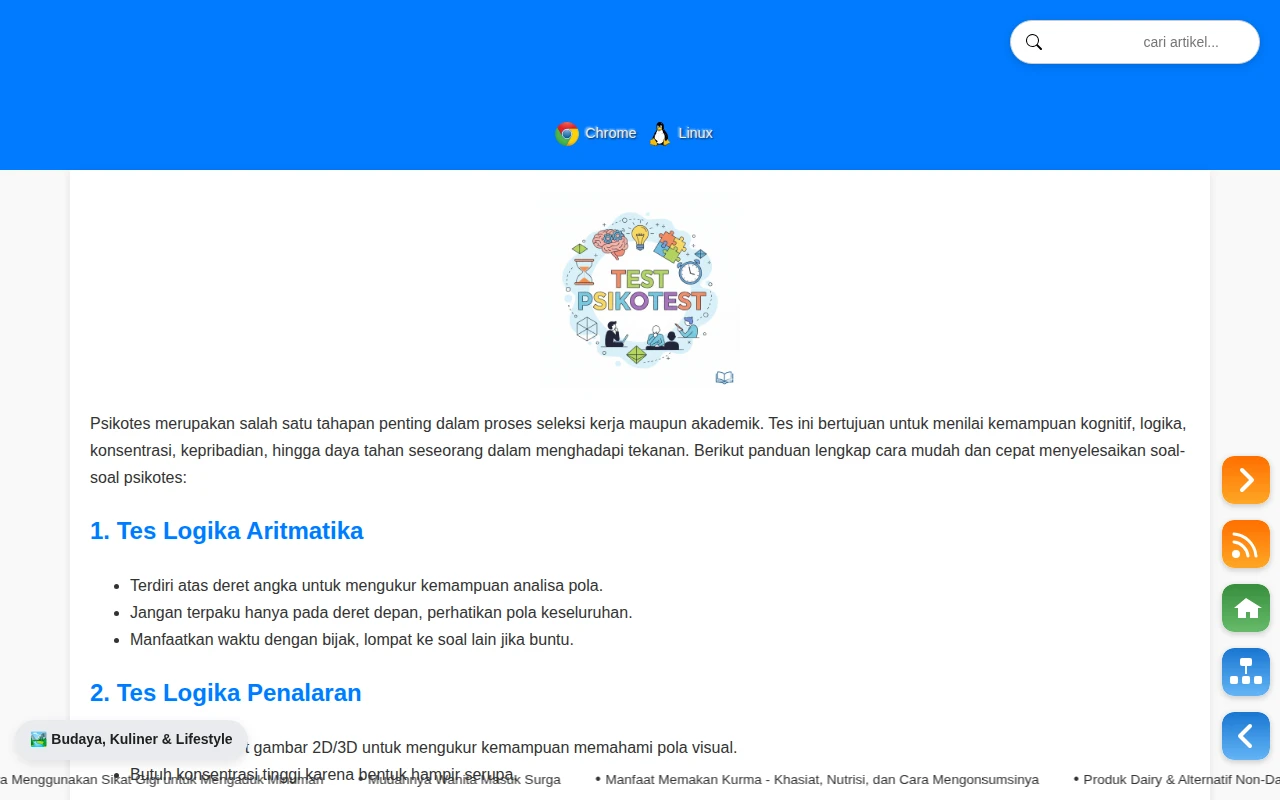 cari artikel...
Chrome Linux
TEST
PSIKOTEST
Psikotes merupakan salah satu tahapan penting dalam proses seleksi kerja maupun akademik. Tes ini bertujuan untuk menilai kemampuan kognitif, logika,
konsentrasi, kepribadian, hingga daya tahan seseorang dalam menghadapi tekanan. Berikut panduan lengkap cara mudah dan cepat menyelesaikan soal-
soal psikotes:
1. Tes Logika Aritmatika
• Terdiri atas deret angka untuk mengukur kemampuan analisa pola.
• Jangan terpaku hanya pada deret depan, perhatikan pola keseluruhan.
• Manfaatkan waktu dengan bijak, lompat ke soal lain jika buntu.
2. Tes Logika Penalaran
Budaya, Kuliner & Lifestyle
gambar 2D/3D untuk mengukur kemampuan memahami pola visual.
• Butuh konsentrasi tinggi karena bentuk hampir serupa.
a Menggunakan Sikat Gigi untuk Mengaduk Minuman • Mudahnya Wanita Masuk Surga • Manfaat Memakan Kurma - Khasiat, Nutrisi, dan Cara Mengonsumsinya • Produk Dairy & Alternatif Non-Da